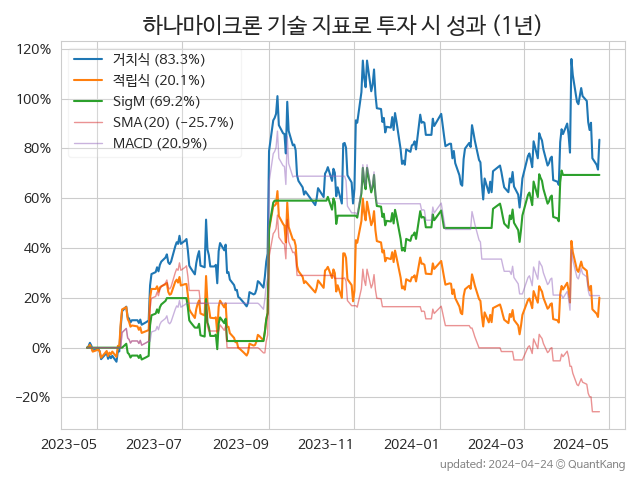 하나마이크론 기술 지표로 투자 시 성과 (1년)
120%
100%
80%
60%
40%
20%
0%
−20%
거치식 (83.3%)
적립식 (20.1%)
SigM (69.2%)
SMA(20) (−25.7%)
MACD (20.9%)
2023−05
2023−07
2023−09
2023−11
2024−01
2024−03
2024−05
updated: 2024−04−24 © QuantKang